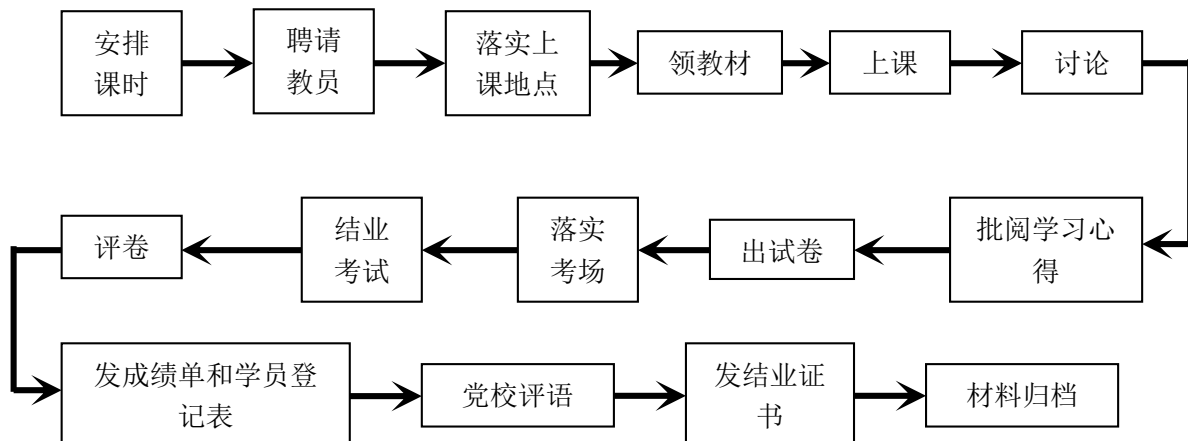 安排
课时
聘请
教员
落实上
课地点
领教材
上课
讨论
批阅学习心
得
出试卷
落实
考场
结业
考试
评卷
发成绩单和学员登
记表
党校评语
发结业证
书
材料归档